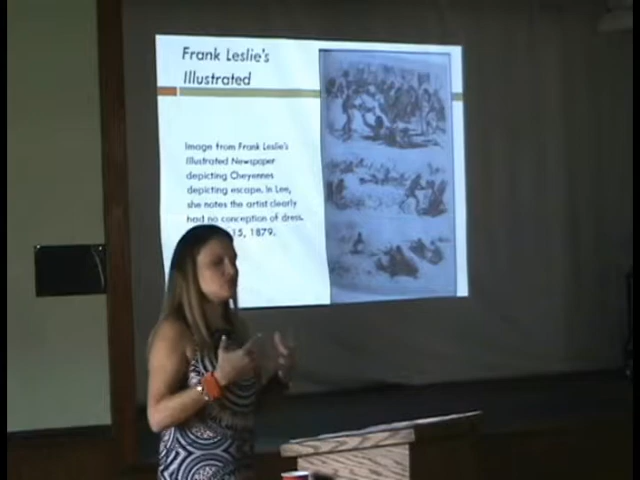 Frank Leslie's
Illustrated
Image from Frank Leslie's
Illustrated Newspaper
depicting Cheyennes
depicting escape. In Lee,
she notes the artist clearly
had no conception of dress.
15, 1879.